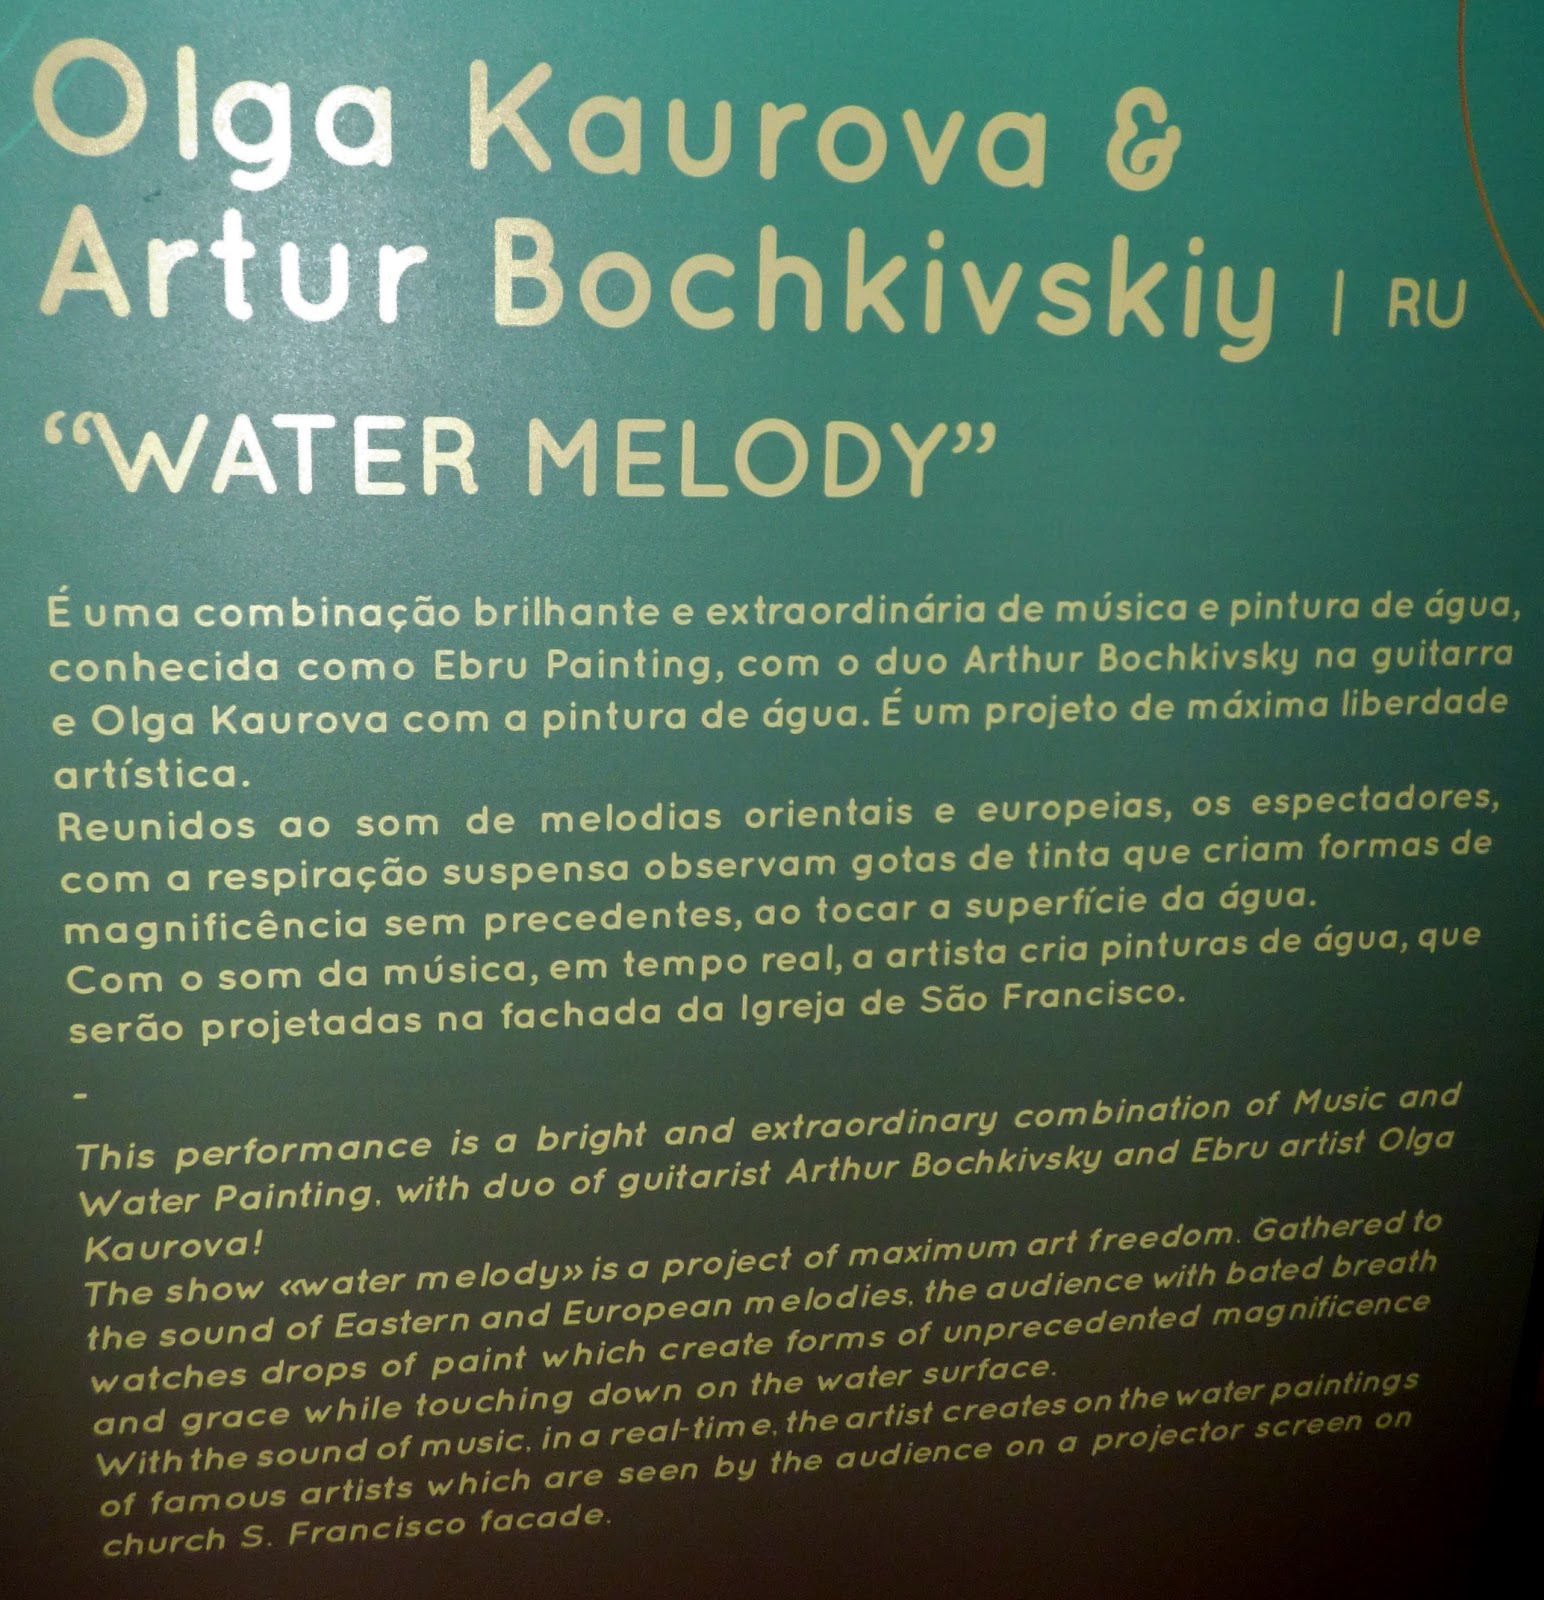 Olga Kaurova &
Artur Bochkivskiy | RU
“WATER MELODY”
É uma combinação brilhante e extraordinária de música e pintura de água,
conhecida como Ebru Painting, com o duo Arthur Bochkivsky na guitarra
e Olga Kaurova com a pintura de água. É um projeto de máxima liberdade
artística.
Reunidos ao som de melodias orientais e europeias, os espectadores,
com a respiração suspensa observam gotas de tinta que criam formas de
magnificência sem precedentes, ao tocar a superfície da água.
Com o som da música, em tempo real, a artista cria pinturas de água, que
serão projetadas na fachada da Igreja de São Francisco.
-
This performance is a bright and extraordinary combination of Music and
Water Painting, with duo of guitarist Arthur Bochkivsky and Ebru artist Olga
Kaurova!
The show «water melody» is a project of maximum art freedom. Gathered to
the sound of Eastern and European melodies, the audience with bated breath
watches drops of paint which create forms of unprecedented magnificence
and grace while touching down on the water surface.
With the sound of music, in a real-time, the artist creates on the water paintings
of famous artists which are seen by the audience on a projector screen on
church S. Francisco facade.